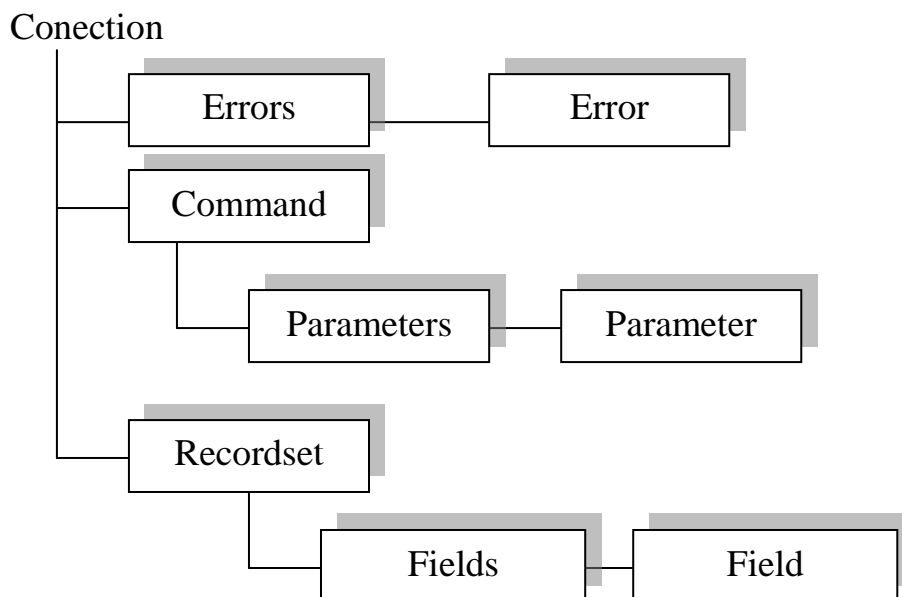 Conection
Errors
Error
Command
Parameters
Parameter
Recordset
Fields
Field